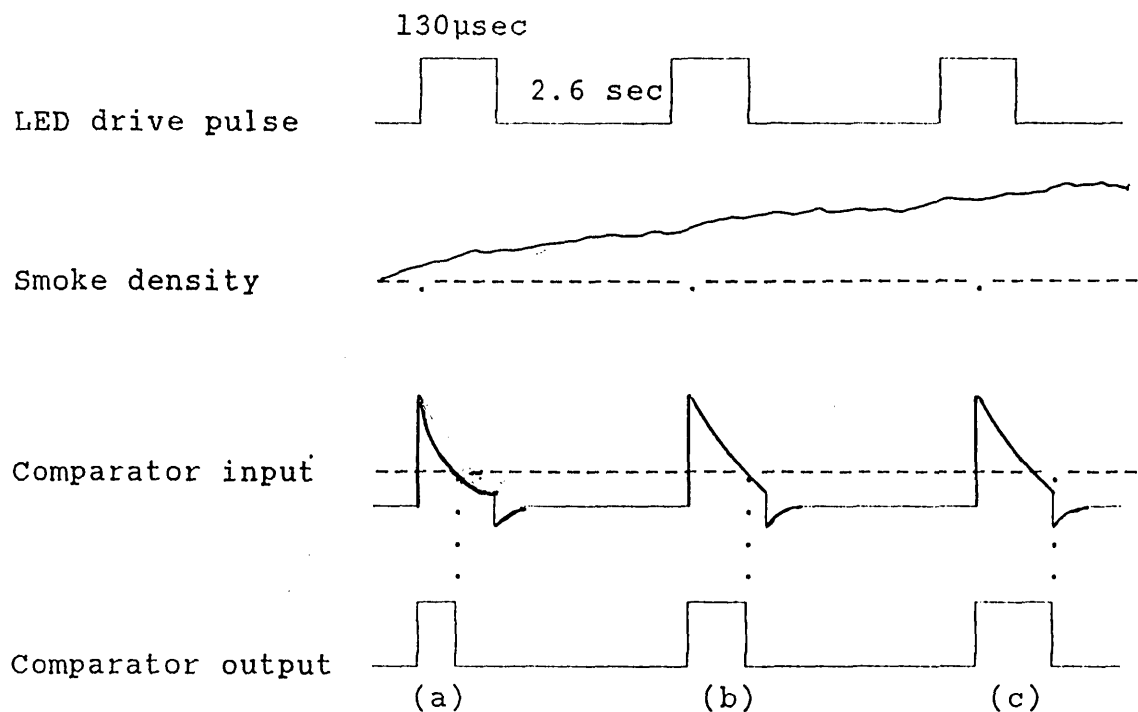 130µsec
2.6 sec
LED drive pulse
Smoke density
Comparator input
Comparator output
(a) (b) (c)